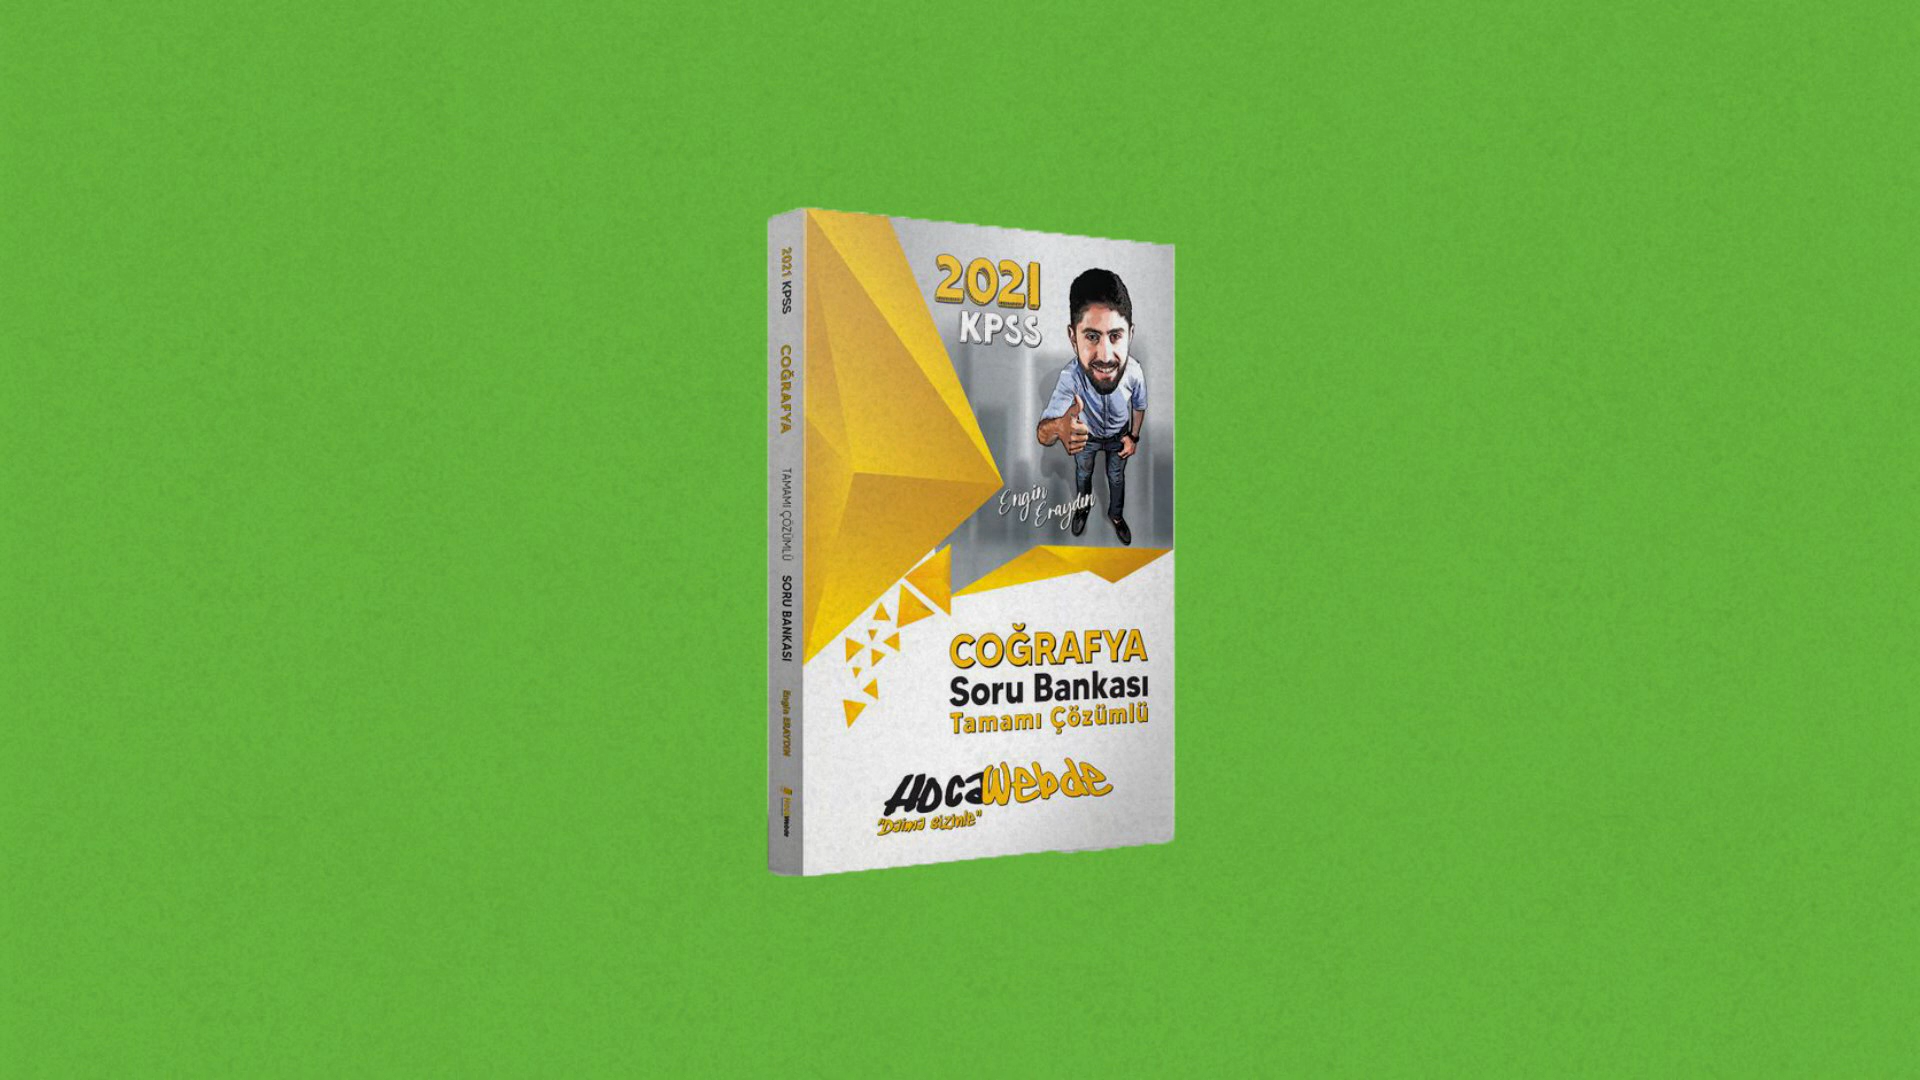 2021 KPSS COĞRAFYA TAMAMI ÇÖZÜMLÜ SORU BANKASI Engin ERAYDIN HocaWebde
2021
KPSS
Engin
Eraydın
COĞRAFYA
Soru Bankası
Tamamı Çözümlü
HocaWebde
"Daima sizinle"